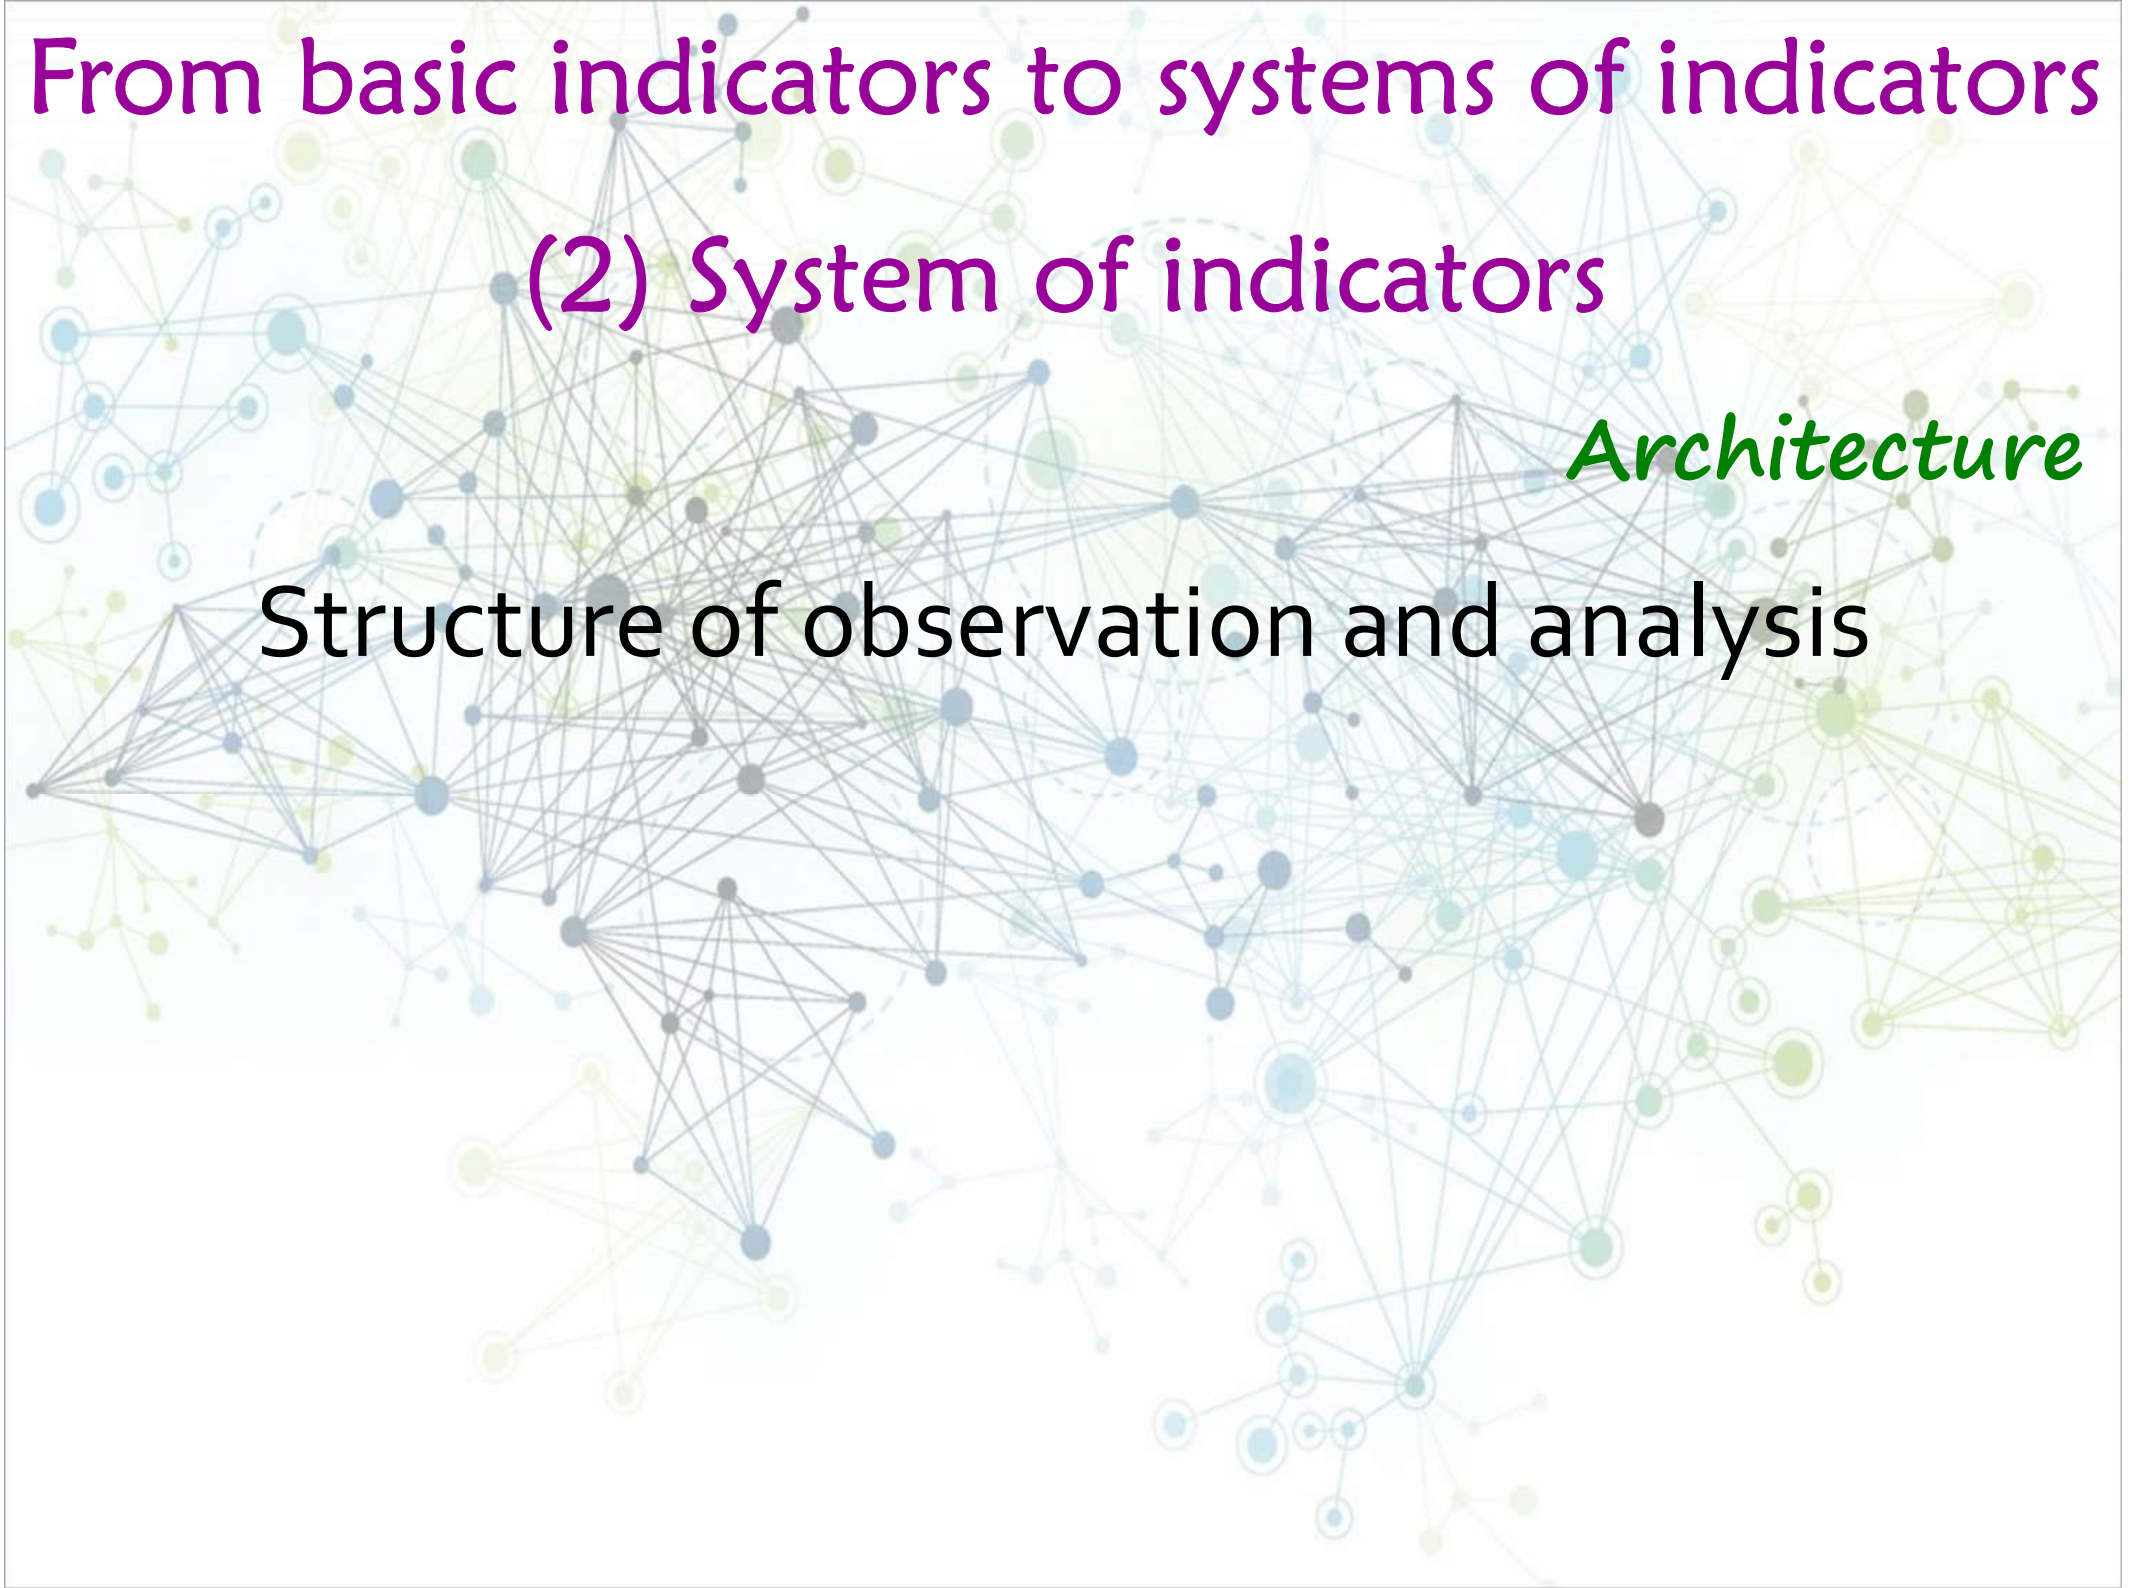 From basic indicators to systems of indicators
(2) System of indicators
Architecture
Structure of observation and analysis